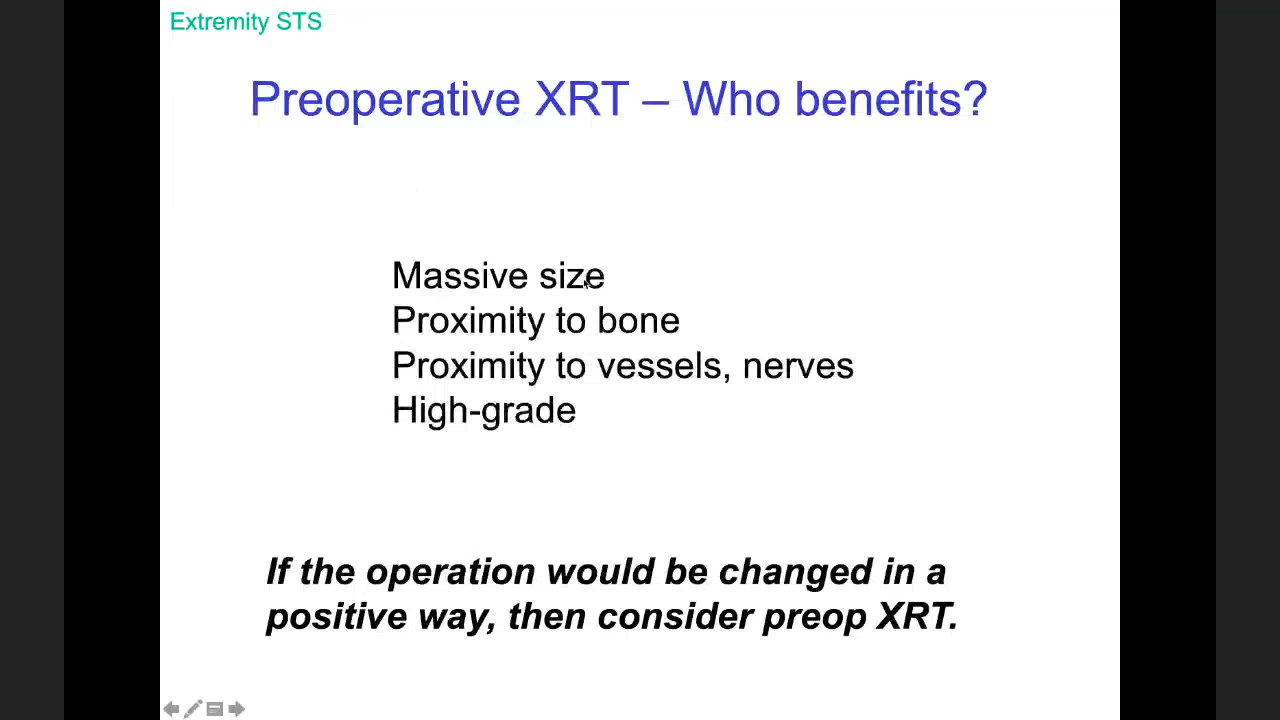 Extremity STS
Preoperative XRT – Who benefits?
Massive size
Proximity to bone
Proximity to vessels, nerves
High-grade
If the operation would be changed in a
positive way, then consider preop XRT.